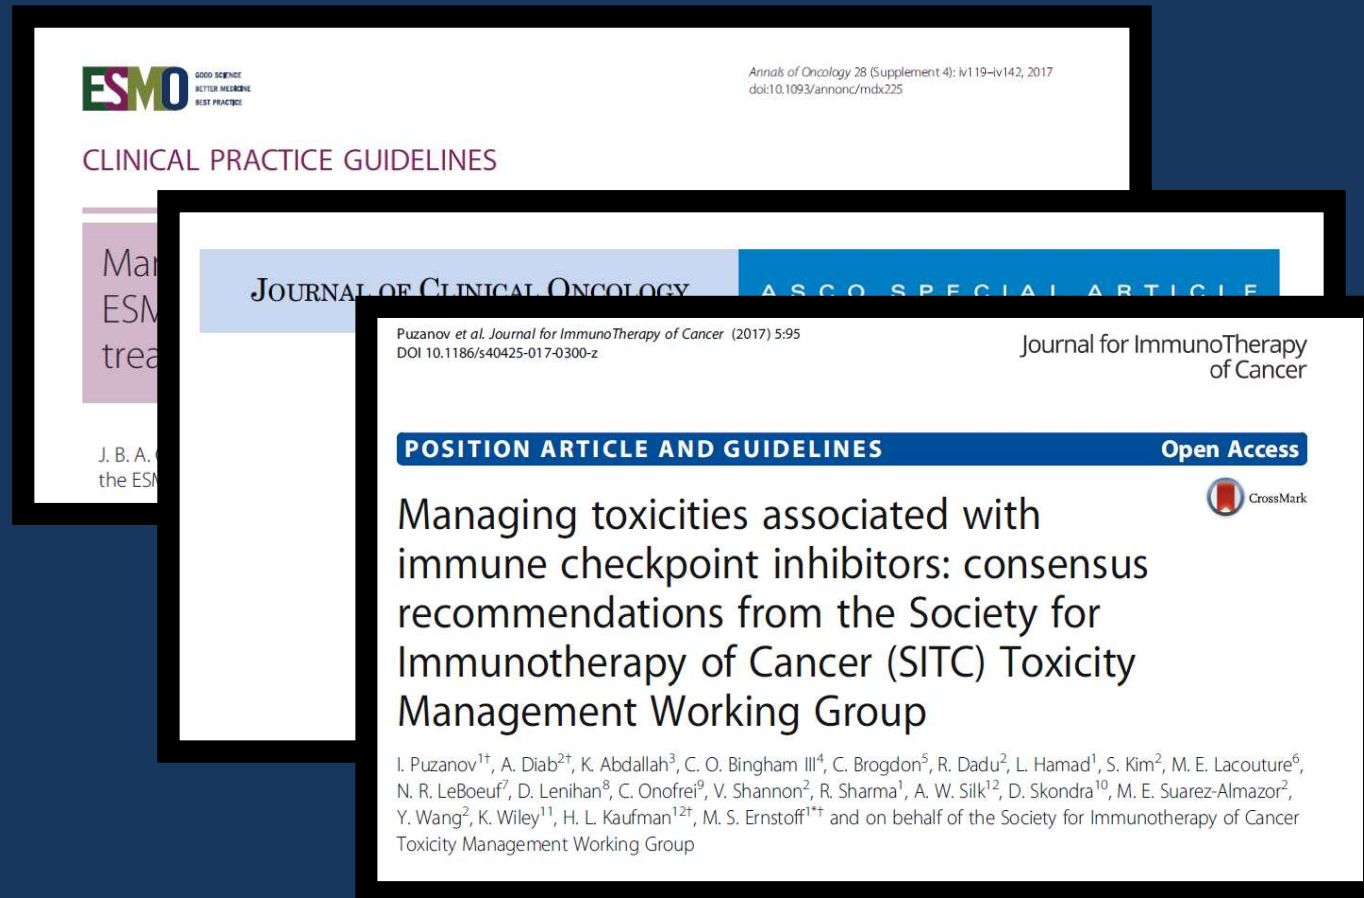 ESMO
GOOD SCIENCE
BETTER MEDICINE
BEST PRACTICE
Annals of Oncology 28 (Supplement 4): iv119–iv142, 2017
doi:10.1093/annonc/mdx225
CLINICAL PRACTICE GUIDELINES
J. B. A.
JOURNAL OF CLINICAL ONCOLOGY
ASCO SPECIAL ARTICLE
Puzanov et al. Journal for ImmunoTherapy of Cancer (2017) 5:95
DOI 10.1186/s40425-017-0300-z
Journal for ImmunoTherapy
of Cancer
POSITION ARTICLE AND GUIDELINES
Open Access
CrossMark
Managing toxicities associated with
immune checkpoint inhibitors: consensus
recommendations from the Society for
Immunotherapy of Cancer (SITC) Toxicity
Management Working Group
I. Puzanov1†, A. Diab2†, K. Abdallah3, C. O. Bingham III4, C. Brogdon5, R. Dadu2, L. Hamad1, S. Kim2, M. E. Lacouture6,
N. R. LeBoeuf7, D. Lenihan8, C. Onofrei9, V. Shannon2, R. Sharma1, A. W. Silk12, D. Skondra10, M. E. Suarez-Almazor2,
Y. Wang2, K. Wiley11, H. L. Kaufman12†, M. S. Ernstoff1*† and on behalf of the Society for Immunotherapy of Cancer
Toxicity Management Working Group